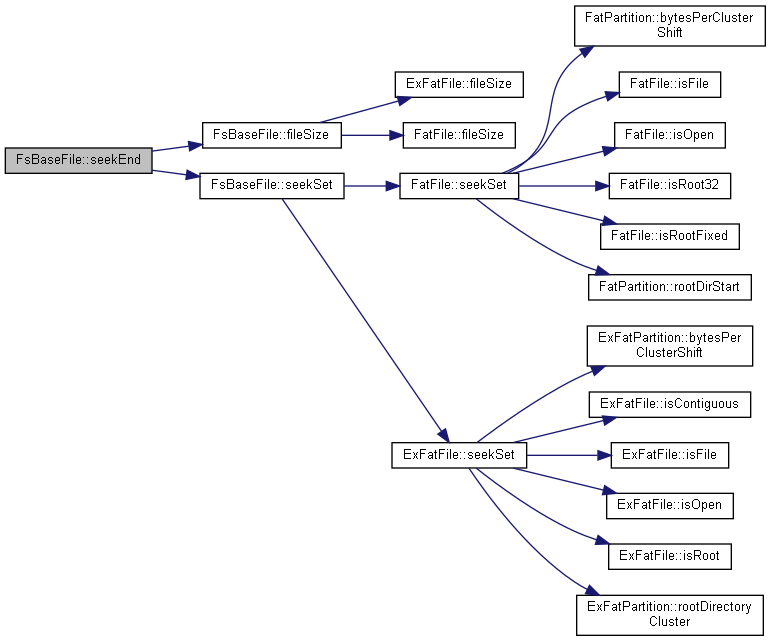 FatPartition::bytesPerCluster
Shift
ExFatFile::fileSize
FatFile::isFile
FsBaseFile::fileSize
FatFile::fileSize
FatFile::isOpen
FsBaseFile::seekEnd
FsBaseFile::seekSet
FatFile::seekSet
FatFile::isRoot32
FatFile::isRootFixed
FatPartition::rootDirStart
ExFatPartition::bytesPer
ClusterShift
ExFatFile::isContiguous
ExFatFile::seekSet
ExFatFile::isFile
ExFatFile::isOpen
ExFatFile::isRoot
ExFatPartition::rootDirectory
Cluster